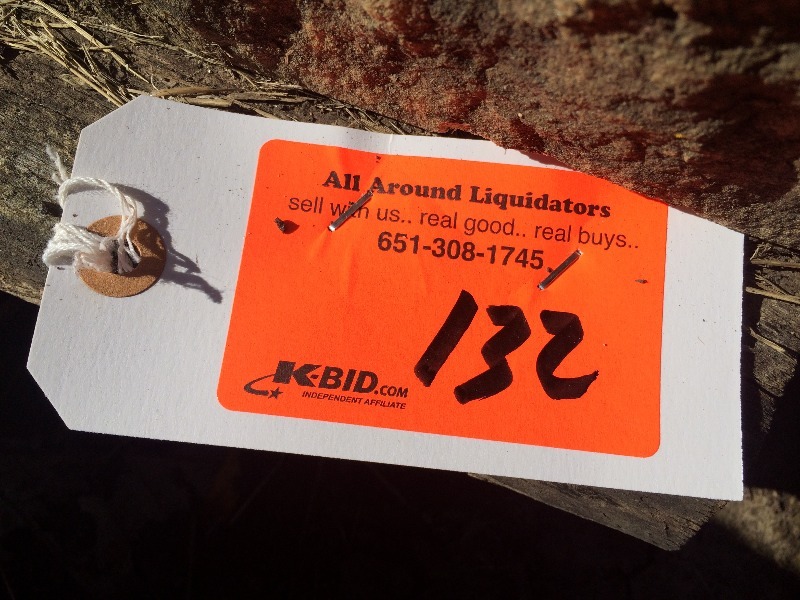 All Around Liquidators
sell with us.. real good.. real buys..
651-308-1745.
132
K-BID.COM
INDEPENDENT AFFILIATE